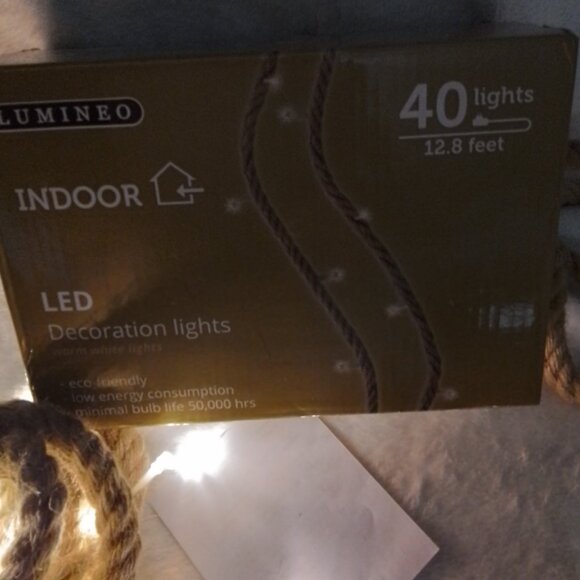 LUMINEO
40 lights
12.8 feet
INDOOR
LED
Decoration lights
warm white lights
• eco-friendly
low energy consumption
minimal bulb life 50,000 hrs